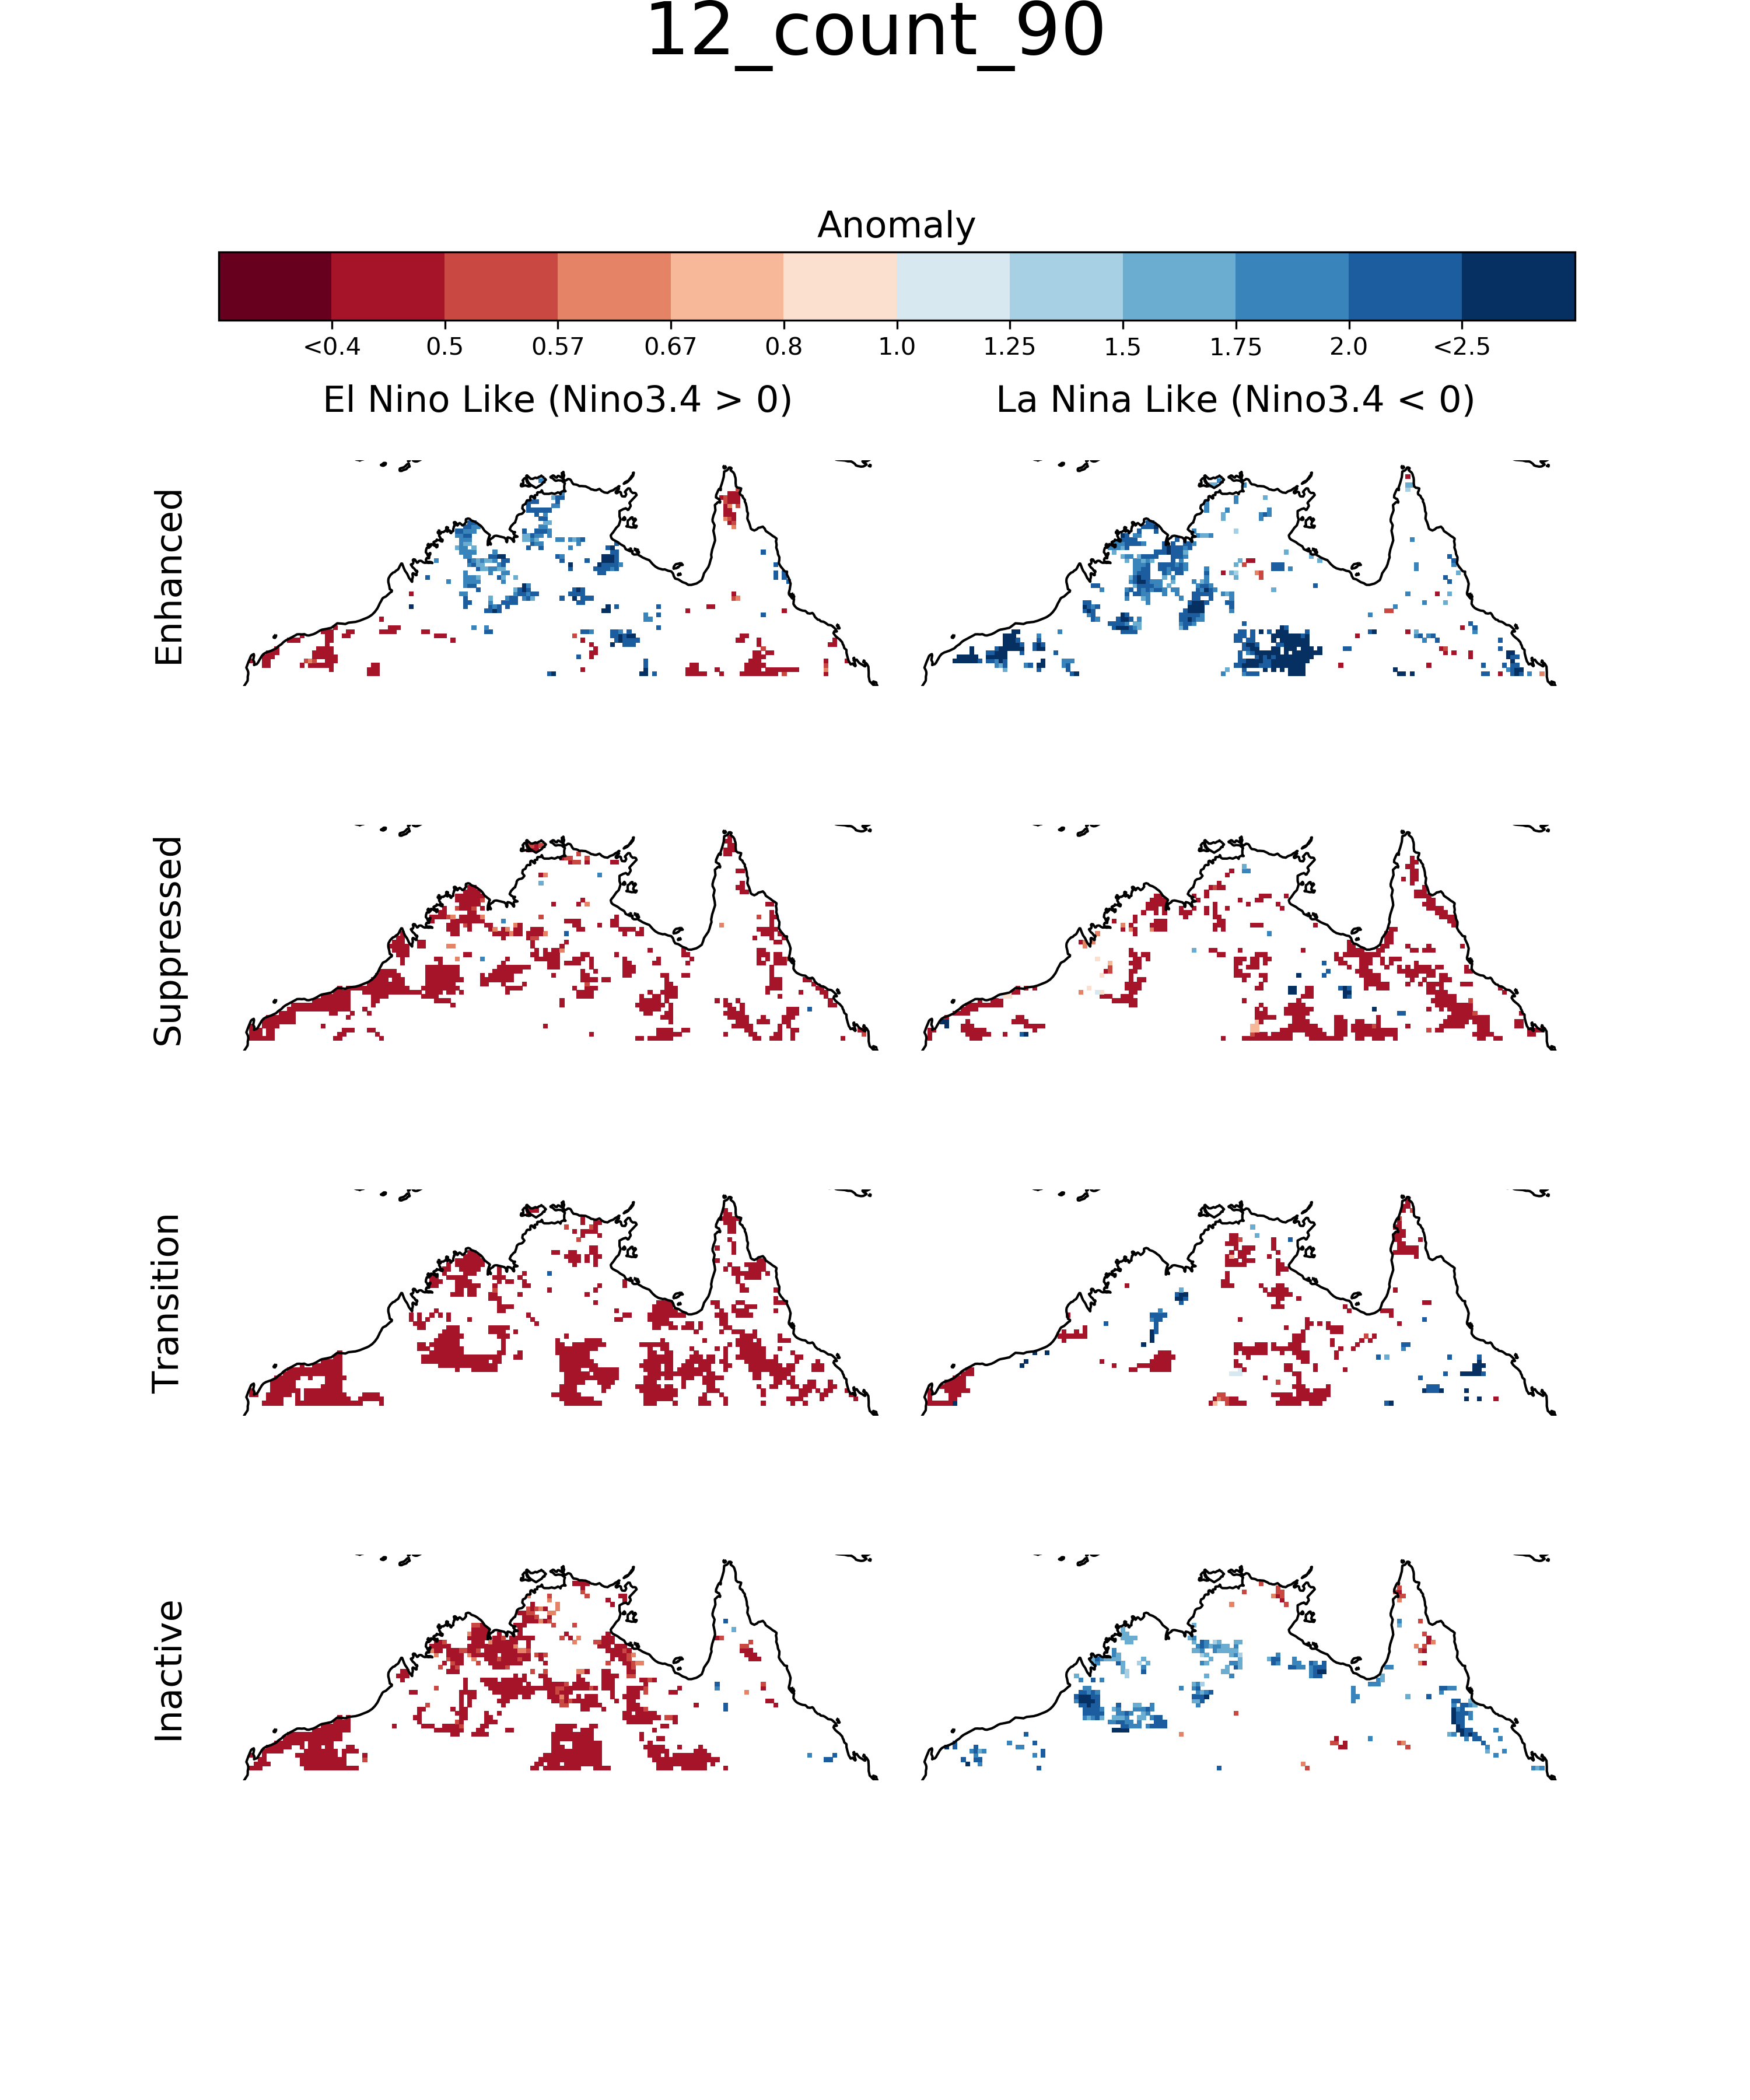 12_count_90
Anomaly
<0.4 0.5 0.57 0.67 0.8 1.0 1.25 1.5 1.75 2.0 <2.5
El Nino Like (Nino3.4 > 0) La Nina Like (Nino3.4 < 0)
Enhanced
Suppressed
Transition
Inactive